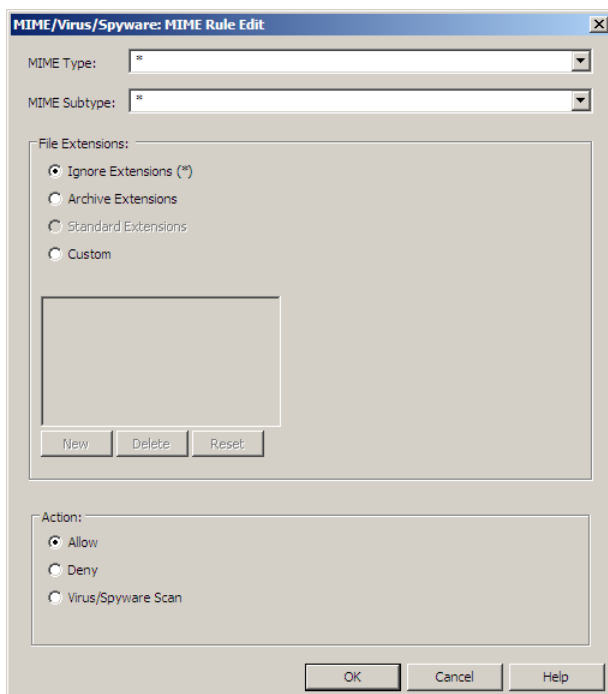 MIME/Virus/Spyware: MIME Rule Edit
MIME Type: *
MIME Subtype: *
File Extensions:
Ignore Extensions (*)
Archive Extensions
Standard Extensions
Custom
New Delete Reset
Action:
Allow
Deny
Virus/Spyware Scan
OK Cancel Help